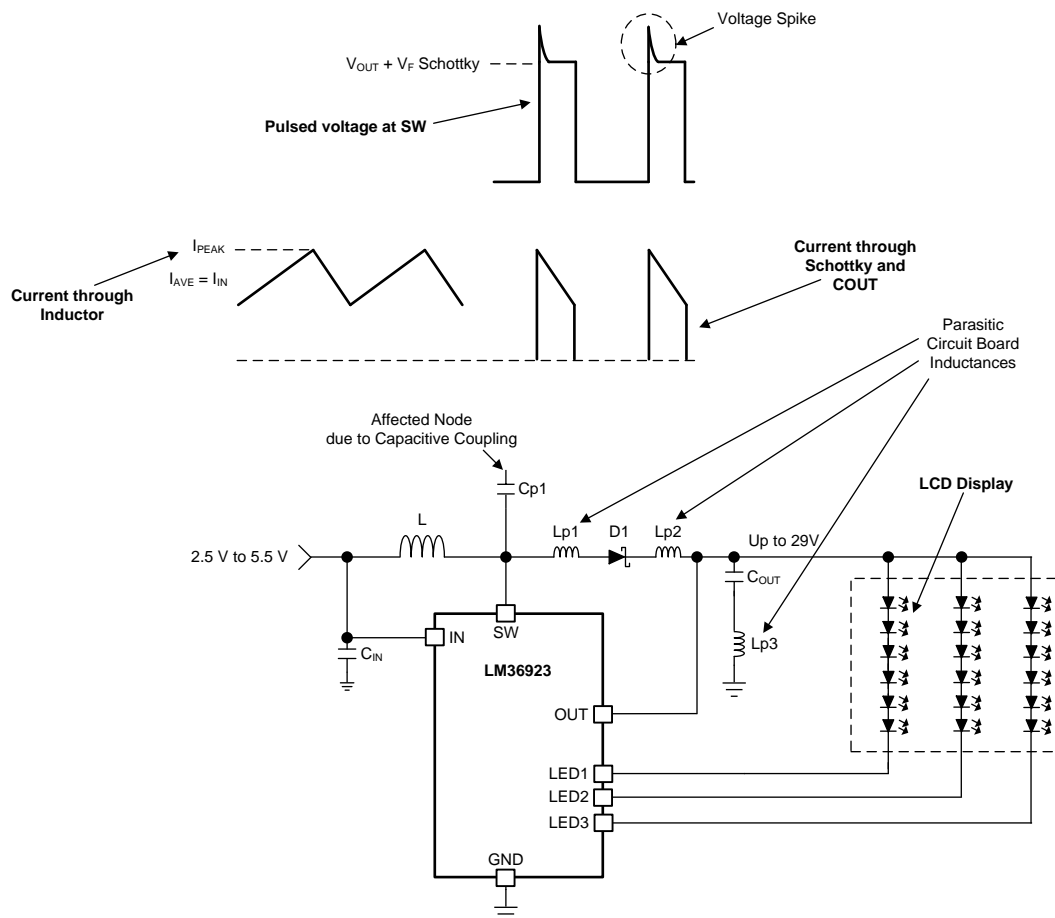 Voltage Spike
VOUT + VF Schottky
Pulsed voltage at SW
IPEAK
IAVE = IIN
Current through
Inductor
Current through
Schottky and
COUT
Parasitic
Circuit Board
Inductances
Affected Node
due to Capacitive Coupling
Cp1
LCD Display
L
Lp1
D1
Lp2
2.5 V to 5.5 V
Up to 29V
COUT
SW
IN
CIN
Lp3
LM36923
OUT
LED1
LED2
LED3
GND